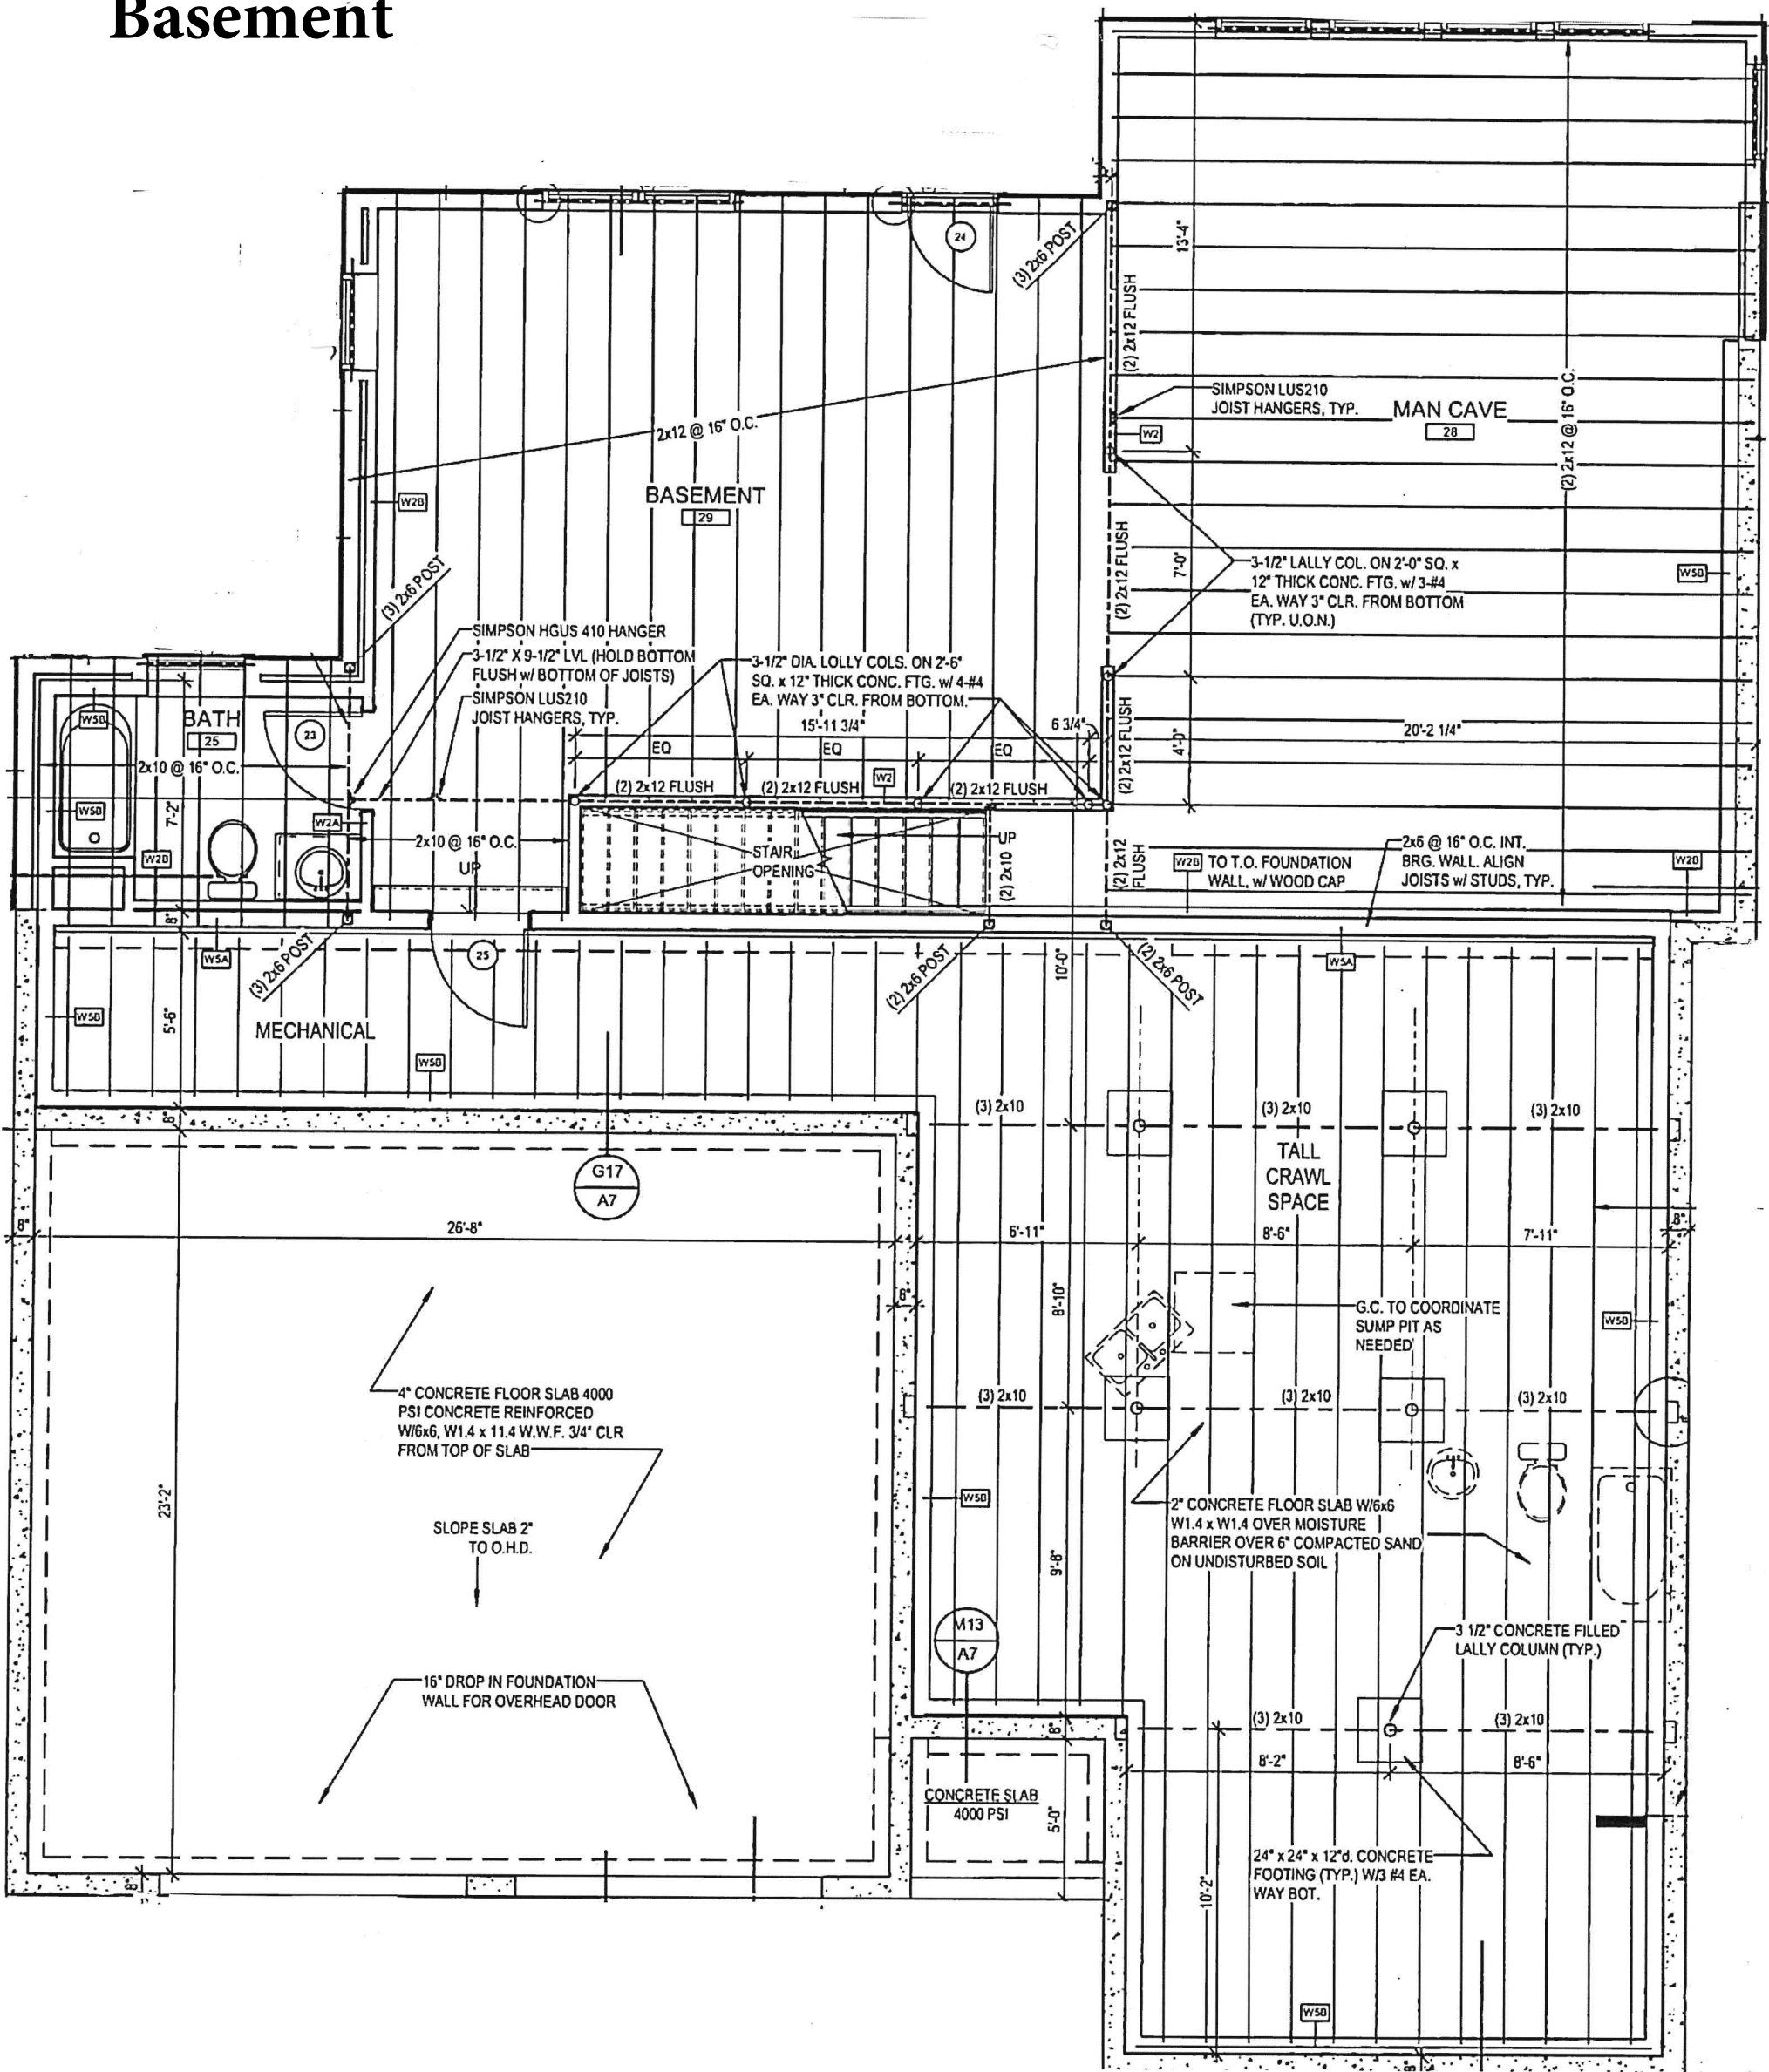 Basement
24
(3) 2x6 POST
13'-4"
(2) 2x12 FLUSH
SIMPSON LUS210
JOIST HANGERS, TYP.
MAN CAVE
28
W2
(2) 2x12 @ 16" O.C.
2x12 @ 16" O.C.
BASEMENT
29
W2B
(3) 2x6 POST
(2) 2x12 FLUSH
7'-0"
3-1/2" LALLY COL. ON 2'-0" SQ. x
12" THICK CONC. FTG. w/ 3-#4
EA. WAY 3" CLR. FROM BOTTOM
(TYP. U.O.N.)
W5B
SIMPSON HGUS 410 HANGER
3-1/2" X 9-1/2" LVL (HOLD BOTTOM
FLUSH w/ BOTTOM OF JOISTS)
SIMPSON LUS210
JOIST HANGERS, TYP.
3-1/2" DIA. LOLLY COLS. ON 2'-6"
SQ. x 12" THICK CONC. FTG. w/ 4-#4
EA. WAY 3" CLR. FROM BOTTOM.
15'-11 3/4"
6 3/4"
EQ
EQ
EQ
(2) 2x12 FLUSH
4'-0"
20'-2 1/4"
W5B
BATH
25
23
2x10 @ 16" O.C.
7'-2"
W5B
W2B
W2A
(2) 2x12 FLUSH
(2) 2x12 FLUSH
W2
(2) 2x12 FLUSH
2x10 @ 16" O.C.
UP
STAIR
OPENING
UP
(2) 2x10
(2) 2x12
FLUSH
W2B
TO T.O. FOUNDATION
WALL, w/ WOOD CAP
2x6 @ 16" O.C. INT.
BRG. WALL. ALIGN
JOISTS w/ STUDS, TYP.
W2B
8"
W5A
(3) 2x6 POST
25
(2) 2x6 POST
10'-0"
(2) 2x6 POST
W5A
W5B
5'-6"
MECHANICAL
W5B
8"
(3) 2x10
(3) 2x10
(3) 2x10
TALL
CRAWL
SPACE
G17
A7
8"
26'-8"
6'-11"
8'-6"
7'-11"
8"
8"
8'-10"
G.C. TO COORDINATE
SUMP PIT AS
NEEDED
W5B
4" CONCRETE FLOOR SLAB 4000
PSI CONCRETE REINFORCED
W/6x6, W1.4 x 11.4 W.W.F. 3/4" CLR
FROM TOP OF SLAB
(3) 2x10
(3) 2x10
(3) 2x10
23'-2"
W5B
2" CONCRETE FLOOR SLAB W/6x6
W1.4 x W1.4 OVER MOISTURE
BARRIER OVER 6" COMPACTED SAND
ON UNDISTURBED SOIL
SLOPE SLAB 2"
TO O.H.D.
9'-8"
M13
A7
3 1/2" CONCRETE FILLED
LALLY COLUMN (TYP.)
16" DROP IN FOUNDATION
WALL FOR OVERHEAD DOOR
8"
(3) 2x10
(3) 2x10
8'-2"
8'-6"
CONCRETE SLAB
4000 PSI
5'-0"
24" x 24" x 12"d. CONCRETE
FOOTING (TYP.) W/3 #4 EA.
WAY BOT.
8"
10'-2"
W5B
8"